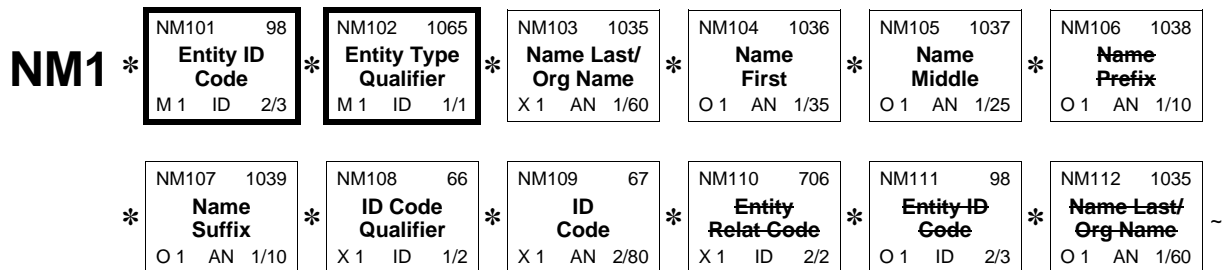 NM101 98 NM102 1065 NM103 1035 NM104 1036 NM105 1037 NM106 1038
NM1 * Entity ID * Entity Type * Name Last/ * Name * Name * Name
Code Qualifier Org Name First Middle Prefix
M 1 ID 2/3 M 1 ID 1/1 X 1 AN 1/60 O 1 AN 1/35 O 1 AN 1/25 O 1 AN 1/10
NM107 1039 NM108 66 NM109 67 NM110 706 NM111 98 NM112 1035
* Name * ID Code * ID * Entity * Entity ID * Name Last/ ~
Suffix Qualifier Code Relat Code Code Org Name
O 1 AN 1/10 X 1 ID 1/2 X 1 AN 2/80 X 1 ID 2/2 O 1 ID 2/3 O 1 AN 1/60